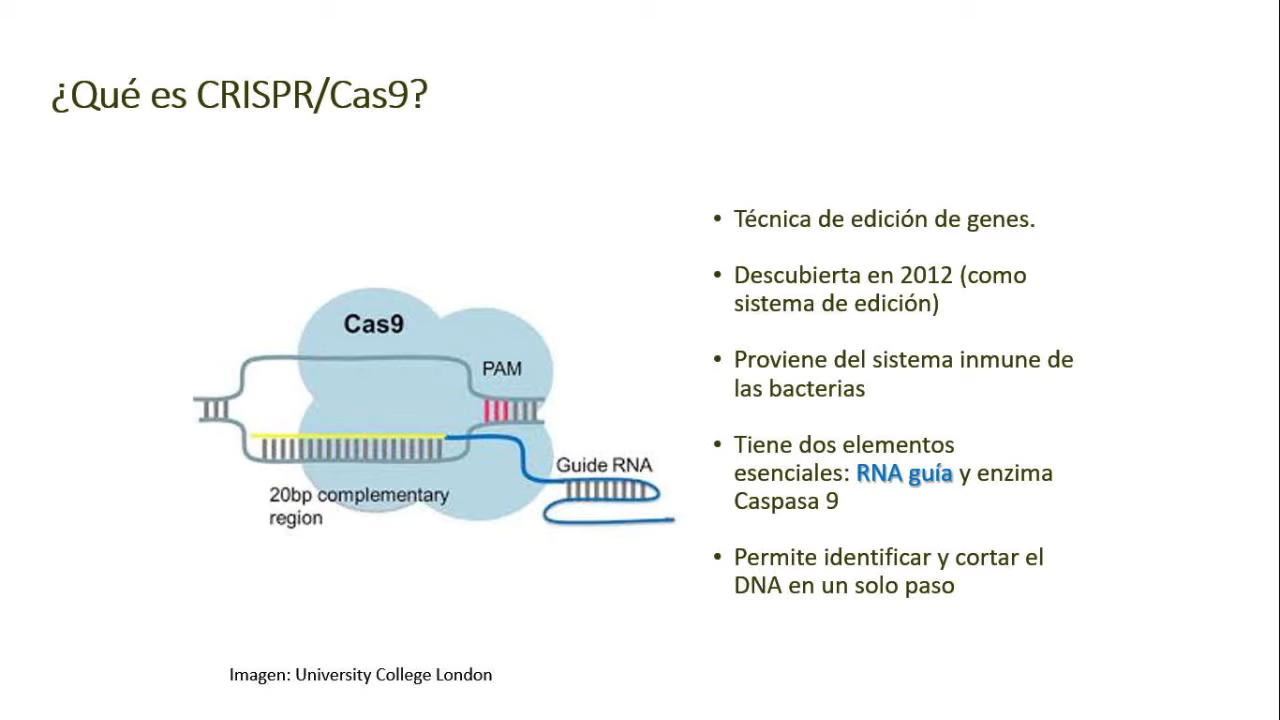 ¿Qué es CRISPR/Cas9?
Cas9
PAM
Guide RNA
20bp complementary
region
• Técnica de edición de genes.
• Descubierta en 2012 (como
sistema de edición)
• Proviene del sistema inmune de
las bacterias
• Tiene dos elementos
esenciales: RNA guía y enzima
Caspasa 9
• Permite identificar y cortar el
DNA en un solo paso
Imagen: University College London